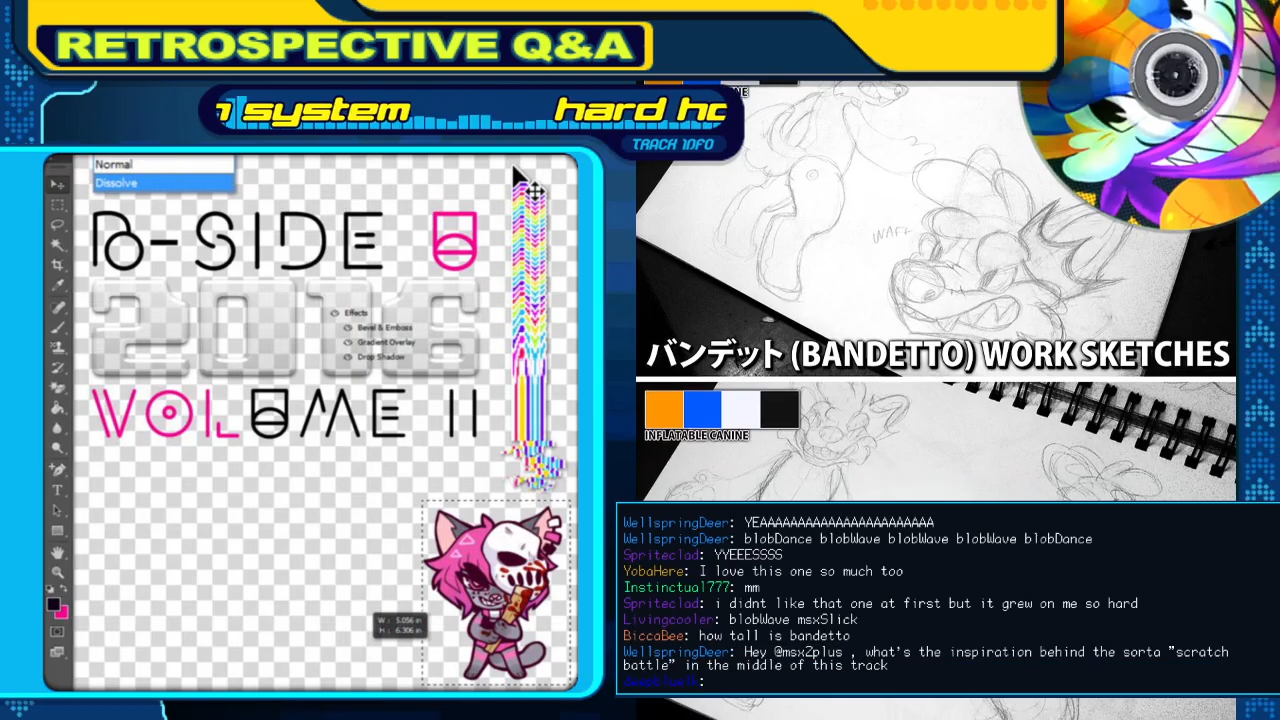 RETROSPECTIVE Q&A
system
hard hc
TRACK INFO
Normal
Dissolve
B-SIDE
2016
Effects
Bevel & Emboss
Gradient Overlay
Drop Shadow
VOLUME II
W : 5.056 in
H : 6.306 in
WAFF
バンデット (BANDETTO) WORK SKETCHES
INFLATABLE CANINE
WellspringDeer: YEAAAAAAAAAAAAAAAAAAAAAAA
WellspringDeer: blobDance blobWave blobWave blobWave blobDance
Spriteclad: YYEEESSSS
YobaHere: I love this one so much too
Instinctual777: mm
Spriteclad: i didnt like that one at first but it grew on me so hard
Livingcooler: blobWave msxSlick
BiccaBee: how tall is bandetto
WellspringDeer: Hey @msx2plus , what's the inspiration behind the sorta "scratch
battle" in the middle of this track